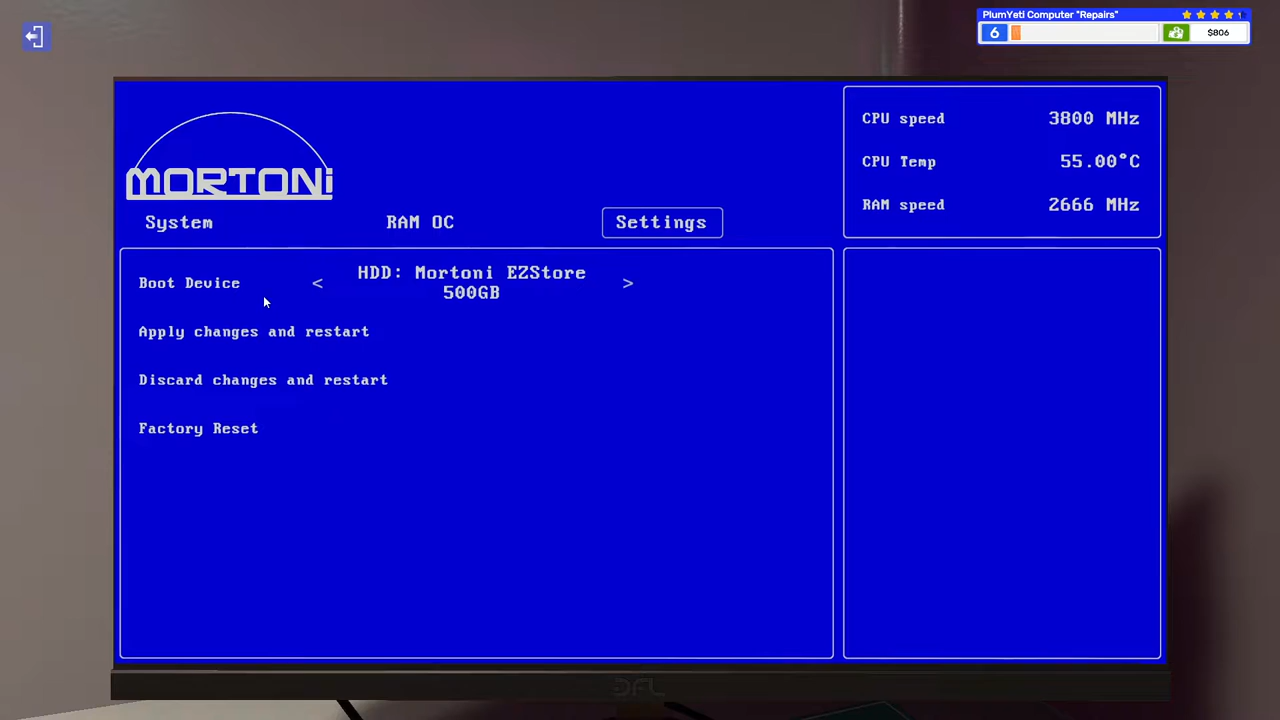 PlumYeti Computer "Repairs"
6
$806
MORTONi
CPU speed 3800 MHz
CPU Temp 55.00°C
RAM speed 2666 MHz
System RAM OC Settings
Boot Device < HDD: Mortoni EZStore 500GB >
Apply changes and restart
Discard changes and restart
Factory Reset
DFL